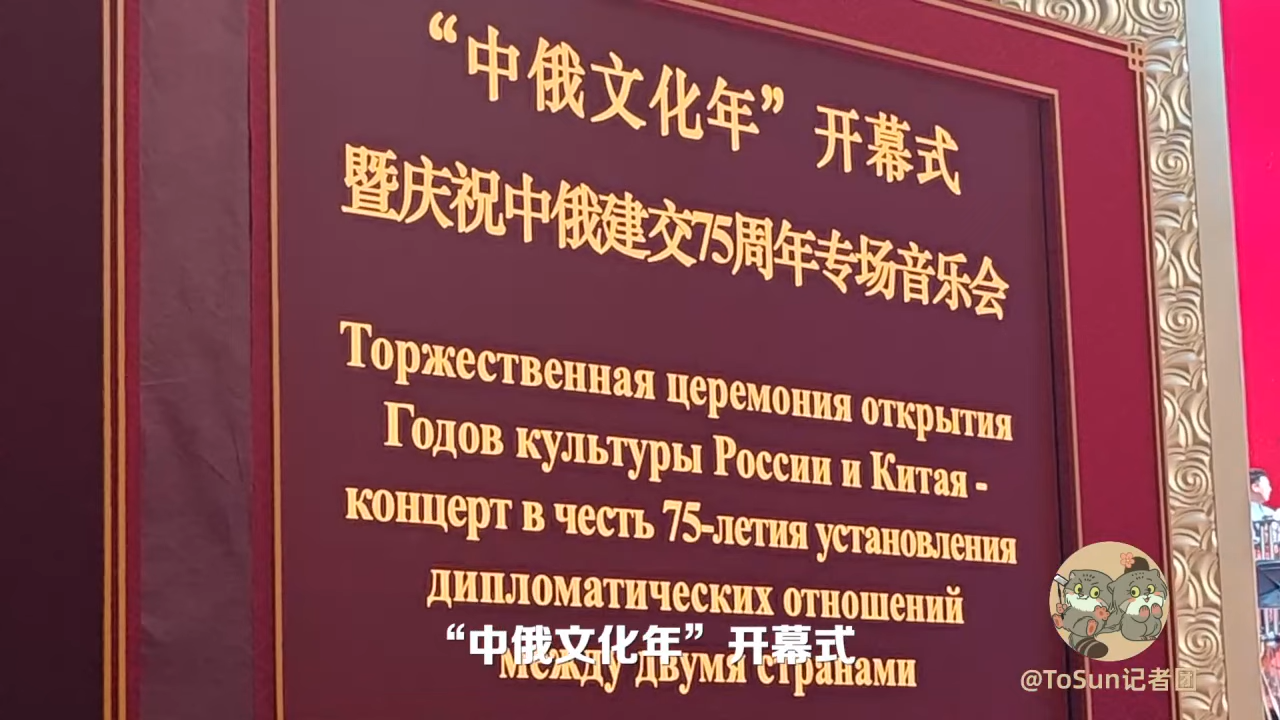 “中俄文化年”开幕式
暨庆祝中俄建交75周年专场音乐会
Торжественная церемония открытия
Годов культуры России и Китая -
концерт в честь 75-летия установления
дипломатических отношений
между двумя странами
“中俄文化年”开幕式
@ToSun记者团